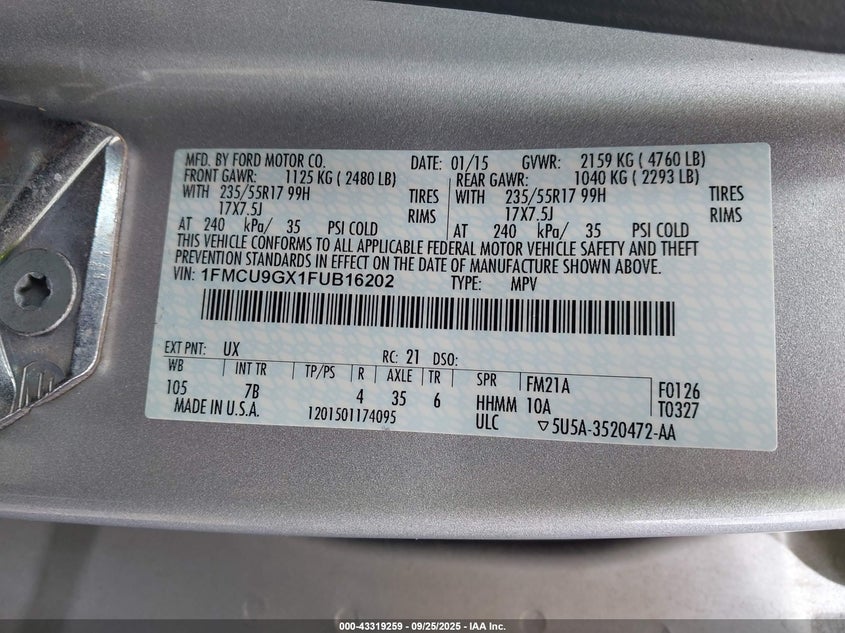 MFD. BY FORD MOTOR CO. DATE: 01/15 GVWR: 2159 KG ( 4760 LB)
FRONT GAWR: 1125 KG ( 2480 LB) REAR GAWR: 1040 KG ( 2293 LB)
WITH 235/55R17 99H TIRES WITH 235/55R17 99H TIRES
17X7.5J RIMS 17X7.5J RIMS
AT 240 kPa/ 35 PSI COLD AT 240 kPa/ 35 PSI COLD
THIS VEHICLE CONFORMS TO ALL APPLICABLE FEDERAL MOTOR VEHICLE SAFETY AND THEFT
PREVENTION STANDARDS IN EFFECT ON THE DATE OF MANUFACTURE SHOWN ABOVE.
VIN: 1FMCU9GX1FUB16202 TYPE: MPV
EXT PNT: UX RC: 21 DSO:
WB INT TR TP/PS R AXLE TR SPR FM21A F0126
105 7B 4 35 6 HHMM 10A T0327
MADE IN U.S.A. 1201501174095 ULC ▽5U5A-3520472-AA
000-43319259 - 09/25/2025 - IAA Inc.